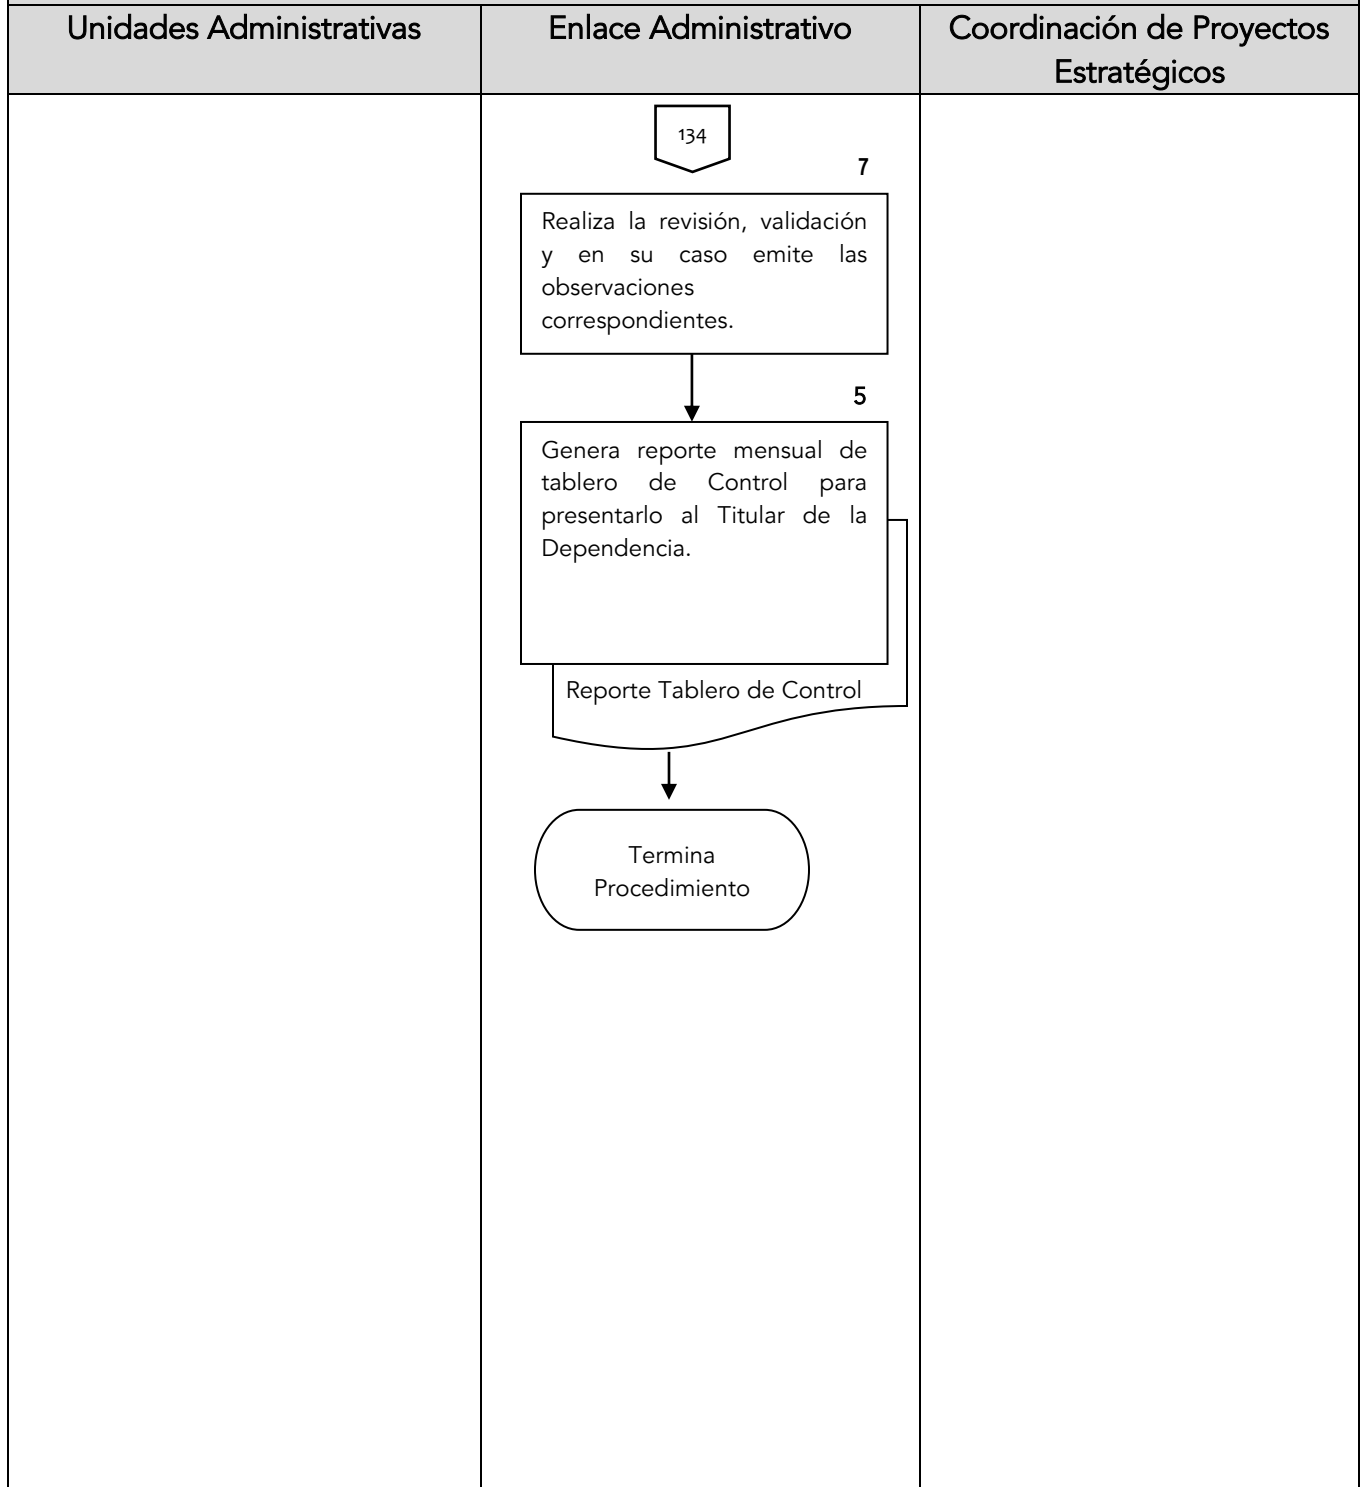 Unidades Administrativas
Enlace Administrativo
Coordinación de Proyectos
Estratégicos
134
7
Realiza la revisión, validación
y en su caso emite las
observaciones
correspondientes.
5
Genera reporte mensual de
tablero de Control para
presentarlo al Titular de la
Dependencia.
Reporte Tablero de Control
Termina
Procedimiento